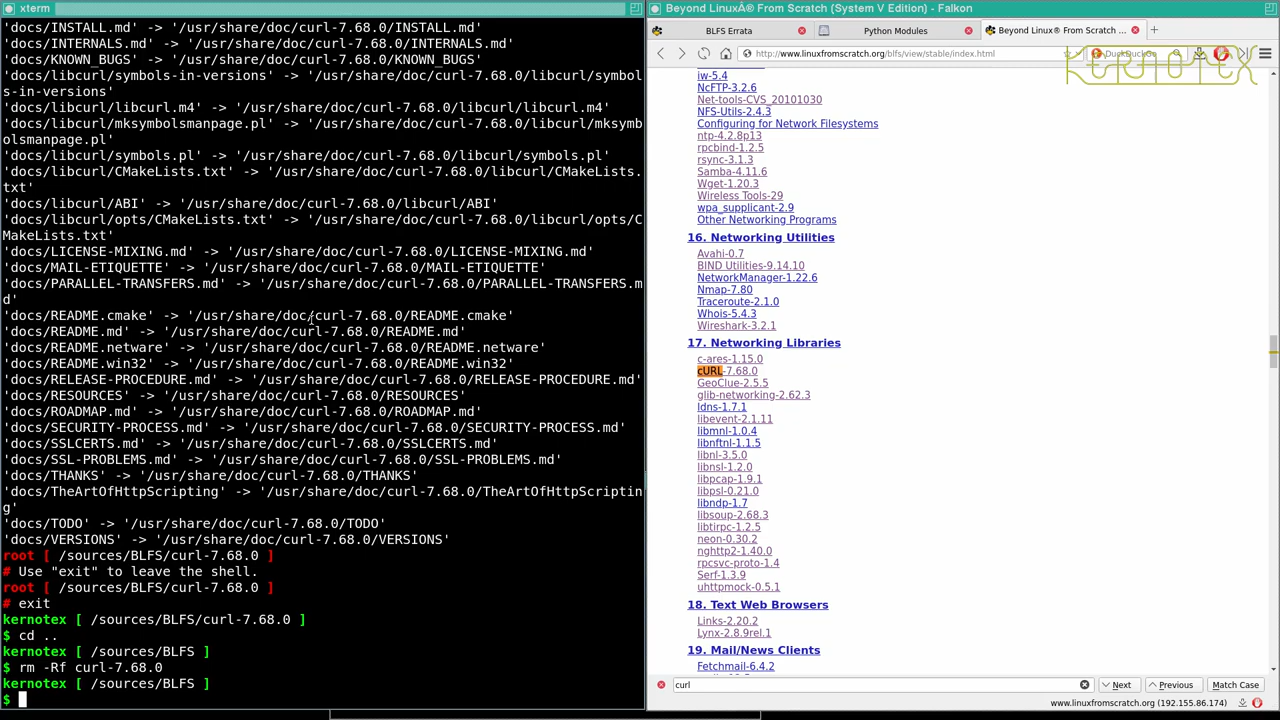 xterm
'docs/INSTALL.md' -> '/usr/share/doc/curl-7.68.0/INSTALL.md'
'docs/INTERNALS.md' -> '/usr/share/doc/curl-7.68.0/INTERNALS.md'
'docs/KNOWN_BUGS' -> '/usr/share/doc/curl-7.68.0/KNOWN_BUGS'
'docs/libcurl/symbols-in-versions' -> '/usr/share/doc/curl-7.68.0/libcurl/symbol
s-in-versions'
'docs/libcurl/libcurl.m4' -> '/usr/share/doc/curl-7.68.0/libcurl/libcurl.m4'
'docs/libcurl/mksymbolsmanpage.pl' -> '/usr/share/doc/curl-7.68.0/libcurl/mksymb
olsmanpage.pl'
'docs/libcurl/symbols.pl' -> '/usr/share/doc/curl-7.68.0/libcurl/symbols.pl'
'docs/libcurl/CMakeLists.txt' -> '/usr/share/doc/curl-7.68.0/libcurl/CMakeLists.
txt'
'docs/libcurl/ABI' -> '/usr/share/doc/curl-7.68.0/libcurl/ABI'
'docs/libcurl/opts/CMakeLists.txt' -> '/usr/share/doc/curl-7.68.0/libcurl/opts/C
MakeLists.txt'
'docs/LICENSE-MIXING.md' -> '/usr/share/doc/curl-7.68.0/LICENSE-MIXING.md'
'docs/MAIL-ETIQUETTE' -> '/usr/share/doc/curl-7.68.0/MAIL-ETIQUETTE'
'docs/PARALLEL-TRANSFERS.md' -> '/usr/share/doc/curl-7.68.0/PARALLEL-TRANSFERS.m
d'
'docs/README.cmake' -> '/usr/share/doc/curl-7.68.0/README.cmake'
'docs/README.md' -> '/usr/share/doc/curl-7.68.0/README.md'
'docs/README.netware' -> '/usr/share/doc/curl-7.68.0/README.netware'
'docs/README.win32' -> '/usr/share/doc/curl-7.68.0/README.win32'
'docs/RELEASE-PROCEDURE.md' -> '/usr/share/doc/curl-7.68.0/RELEASE-PROCEDURE.md'
'docs/RESOURCES' -> '/usr/share/doc/curl-7.68.0/RESOURCES'
'docs/ROADMAP.md' -> '/usr/share/doc/curl-7.68.0/ROADMAP.md'
'docs/SECURITY-PROCESS.md' -> '/usr/share/doc/curl-7.68.0/SECURITY-PROCESS.md'
'docs/SSLCERTS.md' -> '/usr/share/doc/curl-7.68.0/SSLCERTS.md'
'docs/SSL-PROBLEMS.md' -> '/usr/share/doc/curl-7.68.0/SSL-PROBLEMS.md'
'docs/THANKS' -> '/usr/share/doc/curl-7.68.0/THANKS'
'docs/TheArtOfHttpScripting' -> '/usr/share/doc/curl-7.68.0/TheArtOfHttpScriptin
g'
'docs/TODO' -> '/usr/share/doc/curl-7.68.0/TODO'
'docs/VERSIONS' -> '/usr/share/doc/curl-7.68.0/VERSIONS'
root [ /sources/BLFS/curl-7.68.0 ]
# Use "exit" to leave the shell.
root [ /sources/BLFS/curl-7.68.0 ]
# exit
kernotex [ /sources/BLFS/curl-7.68.0 ]
$ cd ..
kernotex [ /sources/BLFS ]
$ rm -Rf curl-7.68.0
kernotex [ /sources/BLFS ]
$
Beyond LinuxÂ® From Scratch (System V Edition) - Falkon
BLFS Errata
Python Modules
Beyond Linux® From Scratch ...
http://www.linuxfromscratch.org/blfs/view/stable/index.html
DuckDuckGo
KERNOTEX
iw-5.4
NcFTP-3.2.6
Net-tools-CVS_20101030
NFS-Utils-2.4.3
Configuring for Network Filesystems
ntp-4.2.8p13
rpcbind-1.2.5
rsync-3.1.3
Samba-4.11.6
Wget-1.20.3
Wireless Tools-29
wpa_supplicant-2.9
Other Networking Programs
16. Networking Utilities
Avahi-0.7
BIND Utilities-9.14.10
NetworkManager-1.22.6
Nmap-7.80
Traceroute-2.1.0
Whois-5.4.3
Wireshark-3.2.1
17. Networking Libraries
c-ares-1.15.0
cURL-7.68.0
GeoClue-2.5.5
glib-networking-2.62.3
ldns-1.7.1
libevent-2.1.11
libmnl-1.0.4
libnftnl-1.1.5
libnl-3.5.0
libnsl-1.2.0
libpcap-1.9.1
libpsl-0.21.0
libndp-1.7
libsoup-2.68.3
libtirpc-1.2.5
neon-0.30.2
nghttp2-1.40.0
rpcsvc-proto-1.4
Serf-1.3.9
uhttpmock-0.5.1
18. Text Web Browsers
Links-2.20.2
Lynx-2.8.9rel.1
19. Mail/News Clients
Fetchmail-6.4.2
curl
Next
Previous
Match Case
www.linuxfromscratch.org (192.155.86.174)